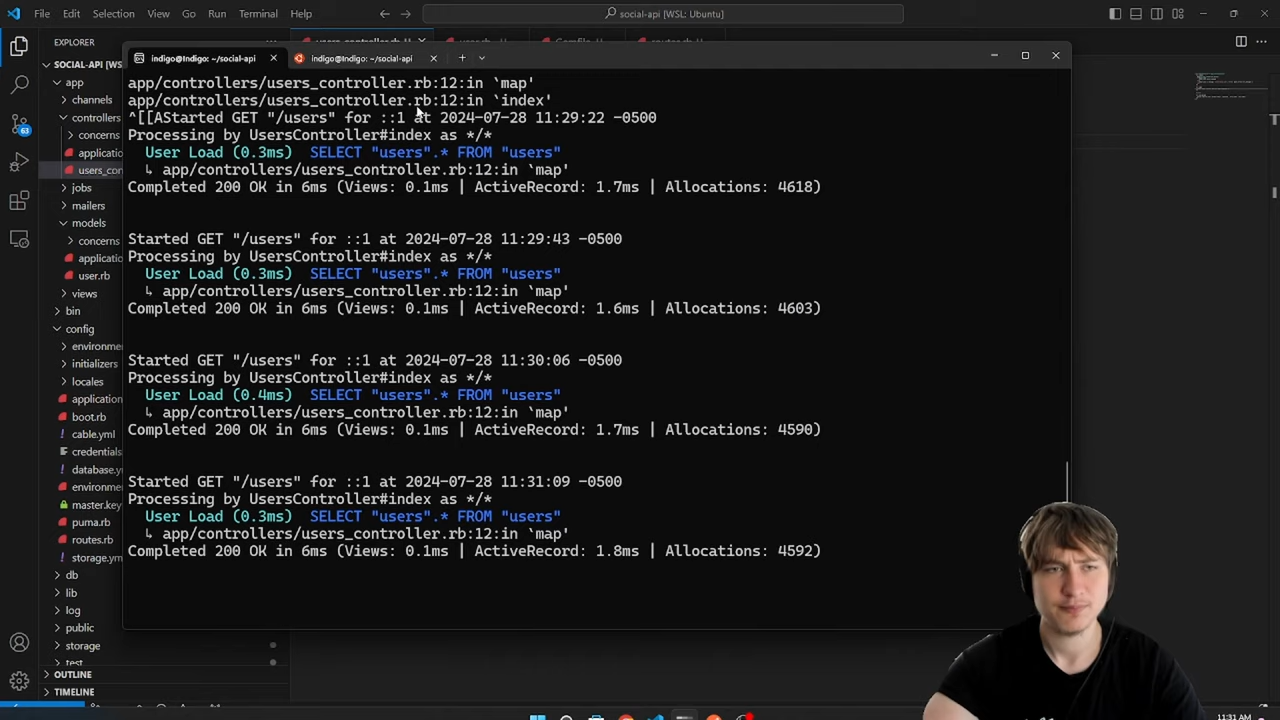 File Edit Selection View Go Run Terminal Help
social-api [WSL: Ubuntu]
EXPLORER
SOCIAL-API [WS
app
channels
controllers
concerns
applicatio
users_con
jobs
mailers
models
concerns
applicatio
user.rb
views
bin
config
environmen
initializers
locales
application
boot.rb
cable.yml
credentials
database.ym
environmen
master.key
puma.rb
routes.rb
storage.yml
db
lib
log
public
storage
test
OUTLINE
TIMELINE
63
indigo@Indigo: ~/social-api
indigo@Indigo: ~/social-api
app/controllers/users_controller.rb:12:in `map'
app/controllers/users_controller.rb:12:in `index'
^[[AStarted GET "/users" for ::1 at 2024-07-28 11:29:22 -0500
Processing by UsersController#index as */*
User Load (0.3ms) SELECT "users".* FROM "users"
↳ app/controllers/users_controller.rb:12:in `map'
Completed 200 OK in 6ms (Views: 0.1ms | ActiveRecord: 1.7ms | Allocations: 4618)
Started GET "/users" for ::1 at 2024-07-28 11:29:43 -0500
Processing by UsersController#index as */*
User Load (0.3ms) SELECT "users".* FROM "users"
↳ app/controllers/users_controller.rb:12:in `map'
Completed 200 OK in 6ms (Views: 0.1ms | ActiveRecord: 1.6ms | Allocations: 4603)
Started GET "/users" for ::1 at 2024-07-28 11:30:06 -0500
Processing by UsersController#index as */*
User Load (0.4ms) SELECT "users".* FROM "users"
↳ app/controllers/users_controller.rb:12:in `map'
Completed 200 OK in 6ms (Views: 0.1ms | ActiveRecord: 1.7ms | Allocations: 4590)
Started GET "/users" for ::1 at 2024-07-28 11:31:09 -0500
Processing by UsersController#index as */*
User Load (0.3ms) SELECT "users".* FROM "users"
↳ app/controllers/users_controller.rb:12:in `map'
Completed 200 OK in 6ms (Views: 0.1ms | ActiveRecord: 1.8ms | Allocations: 4592)
11:31 AM